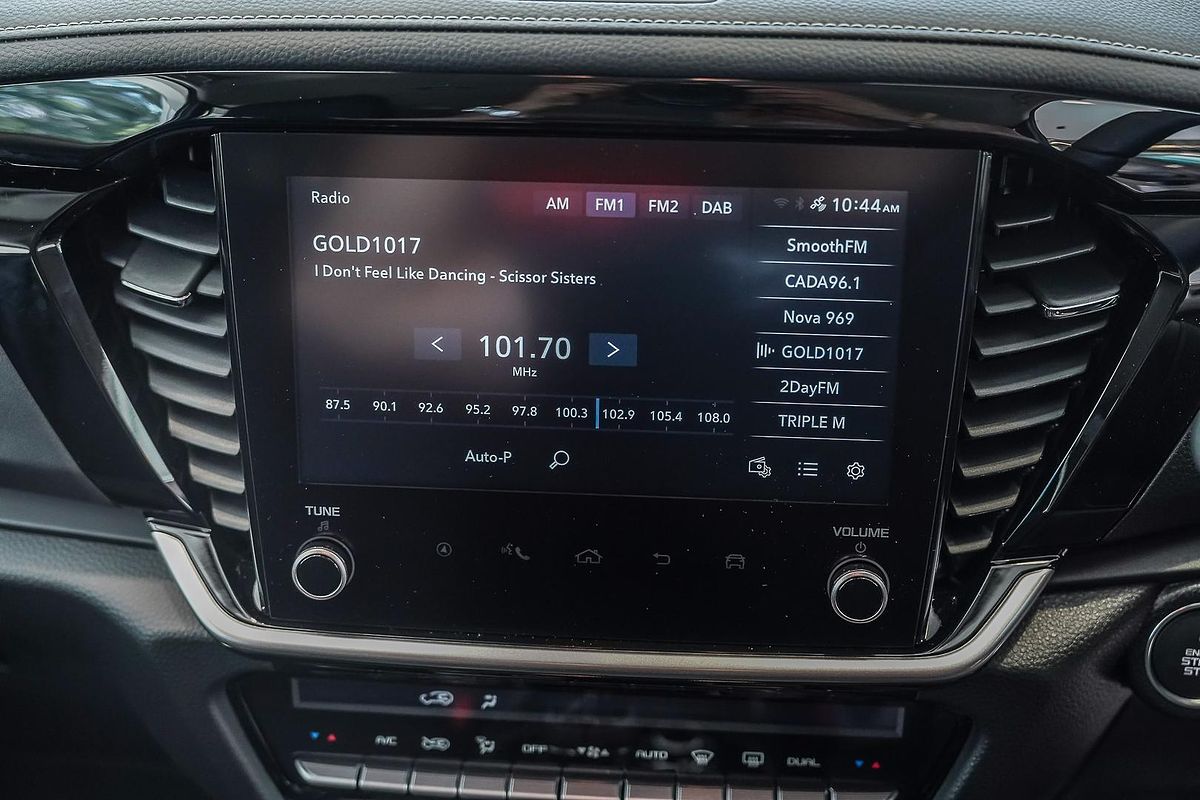 Radio
AM FM1 FM2 DAB
10:44AM
GOLD1017
I Don't Feel Like Dancing - Scissor Sisters
< 101.70 >
MHz
87.5 90.1 92.6 95.2 97.8 100.3 102.9 105.4 108.0
Auto-P
SmoothFM
CADA96.1
Nova 969
GOLD1017
2DayFM
TRIPLE M
TUNE
VOLUME
A/C OFF AUTO DUAL